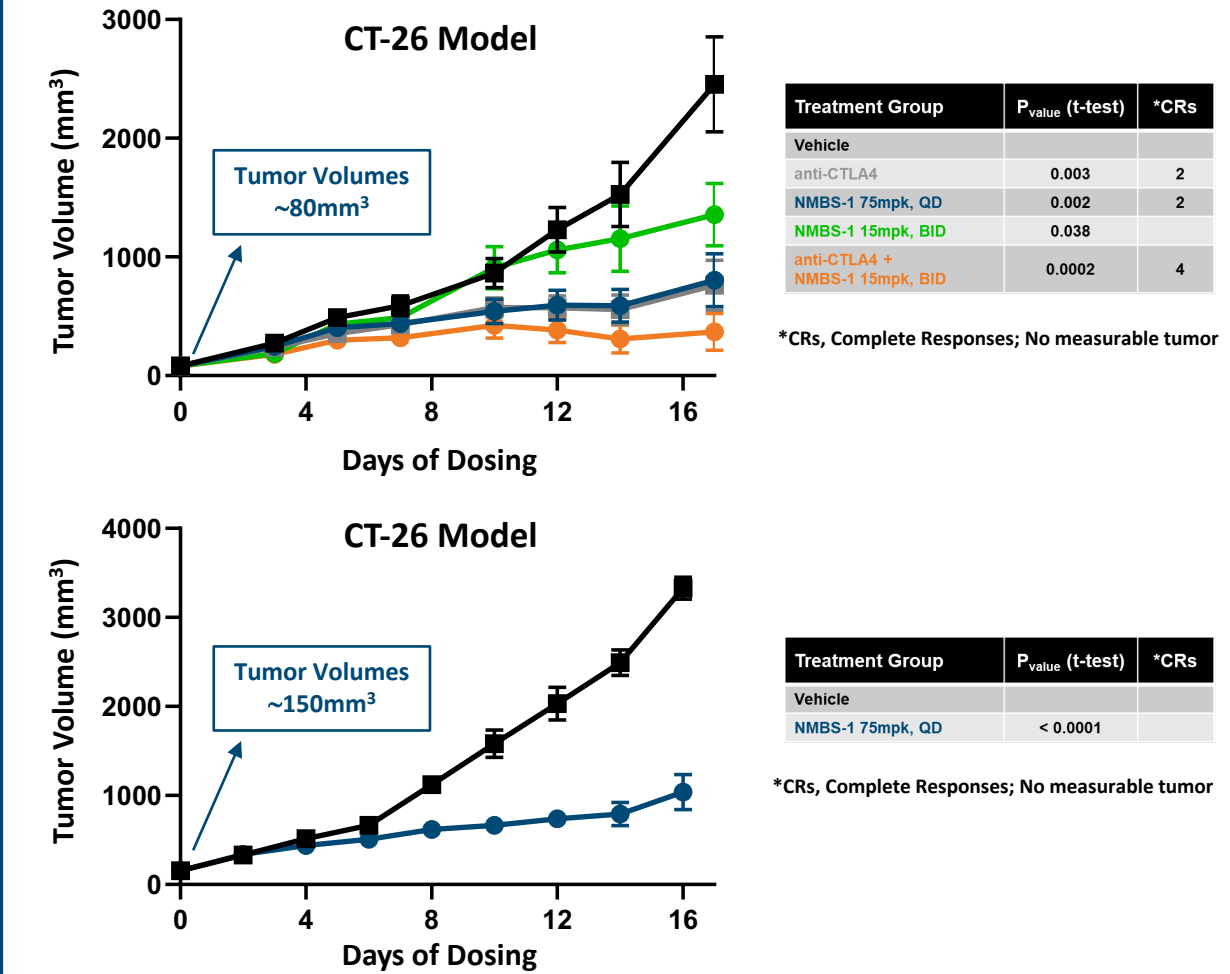 CT-26 Model
Tumor Volume (mm³)
3000
2000
1000
0
Tumor Volumes
~80mm³
0 4 8 12 16
Days of Dosing
Treatment Group Pvalue (t-test) *CRs
Vehicle
anti-CTLA4 0.003 2
NMBS-1 75mpk, QD 0.002 2
NMBS-1 15mpk, BID 0.038
anti-CTLA4 +
NMBS-1 15mpk, BID 0.0002 4
*CRs, Complete Responses; No measurable tumor
CT-26 Model
Tumor Volume (mm³)
4000
3000
2000
1000
0
Tumor Volumes
~150mm³
0 4 8 12 16
Days of Dosing
Treatment Group Pvalue (t-test) *CRs
Vehicle
NMBS-1 75mpk, QD < 0.0001
*CRs, Complete Responses; No measurable tumor